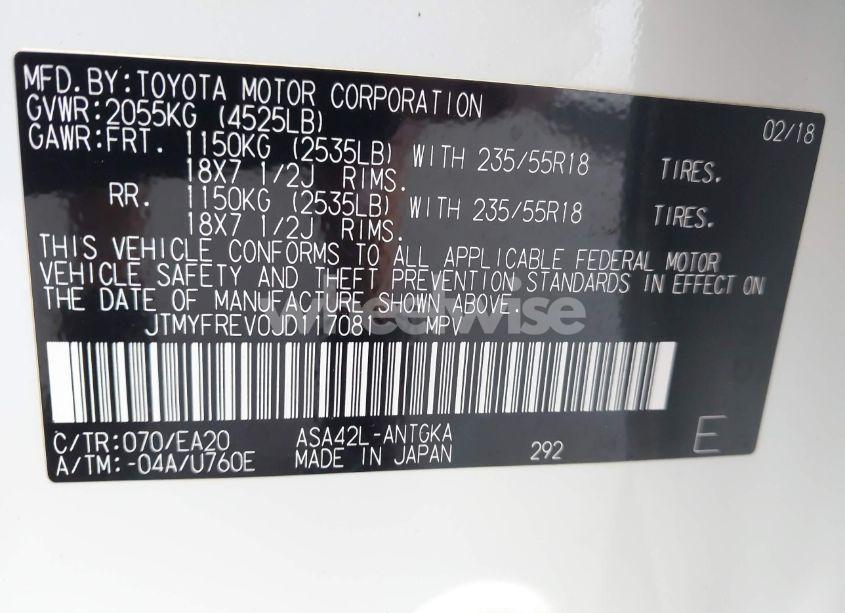 MFD.BY:TOYOTA MOTOR CORPORATION 02/18
GVWR:2055KG (4525LB)
GAWR:FRT. 1150KG (2535LB) WITH 235/55R18 TIRES.
18X7 1/2J RIMS.
RR. 1150KG (2535LB) WITH 235/55R18 TIRES.
18X7 1/2J RIMS.
THIS VEHICLE CONFORMS TO ALL APPLICABLE FEDERAL MOTOR
VEHICLE SAFETY AND THEFT PREVENTION STANDARDS IN EFFECT ON
THE DATE OF MANUFACTURE SHOWN ABOVE.
wheelwise
JTMYFREV0JD117081 MPV
C/TR:070/EA20 ASA42L-ANTGKA
A/TM:-04A/U760E MADE IN JAPAN 292 E